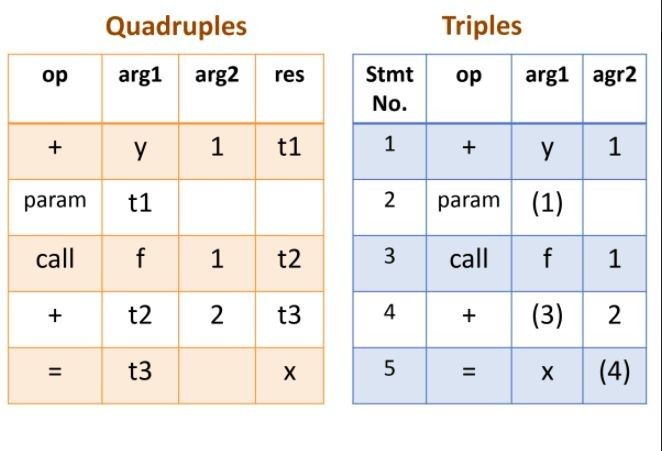 Quadruples
op arg1 arg2 res
+ y 1 t1
param t1
call f 1 t2
+ t2 2 t3
= t3 x
Triples
Stmt No. op arg1 agr2
1 + y 1
2 param (1)
3 call f 1
4 + (3) 2
5 = x (4)